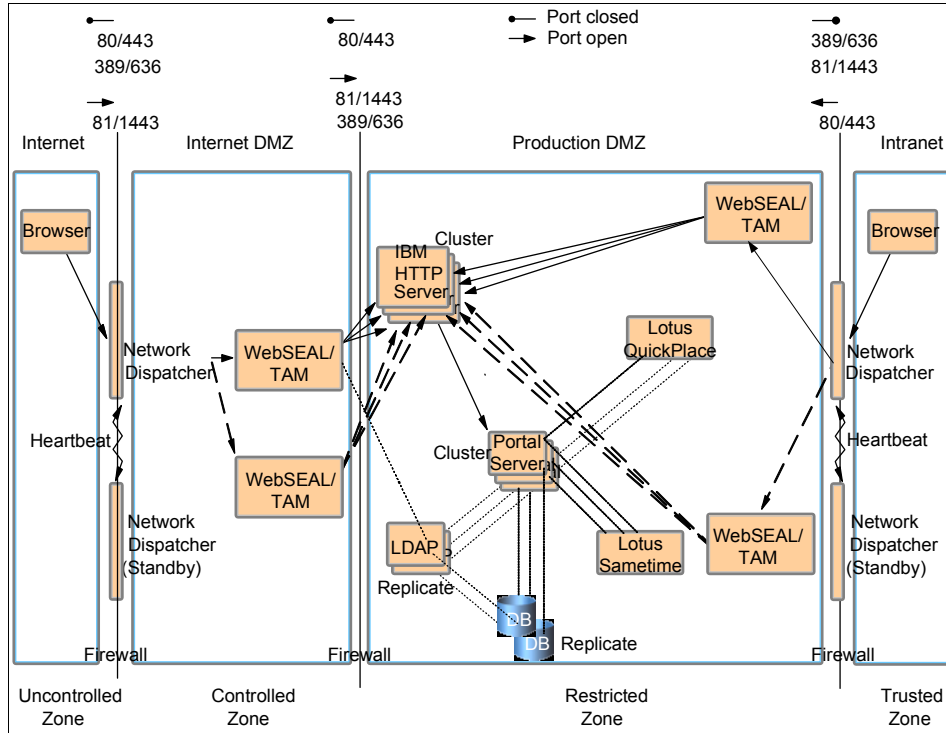 Port closed
Port open
80/443
389/636
81/1443
80/443
81/1443
389/636
389/636
81/1443
80/443
Internet
Internet DMZ
Production DMZ
Intranet
Browser
Network
Dispatcher
Heartbeat
Network
Dispatcher
(Standby)
WebSEAL/
TAM
WebSEAL/
TAM
Cluster
IBM
HTTP
Server
WebSEAL/
TAM
Lotus
QuickPlace
Cluster
Portal
Server
LDAP
Replicate
Lotus
Sametime
WebSEAL/
TAM
DB
DB
Replicate
Browser
Network
Dispatcher
Heartbeat
Network
Dispatcher
(Standby)
Firewall
Firewall
Firewall
Uncontrolled
Zone
Controlled
Zone
Restricted
Zone
Trusted
Zone